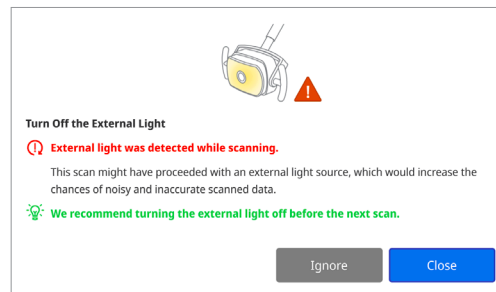 Turn Off the External Light
External light was detected while scanning.
This scan might have proceeded with an external light source, which would increase the
chances of noisy and inaccurate scanned data.
We recommend turning the external light off before the next scan.
Ignore
Close